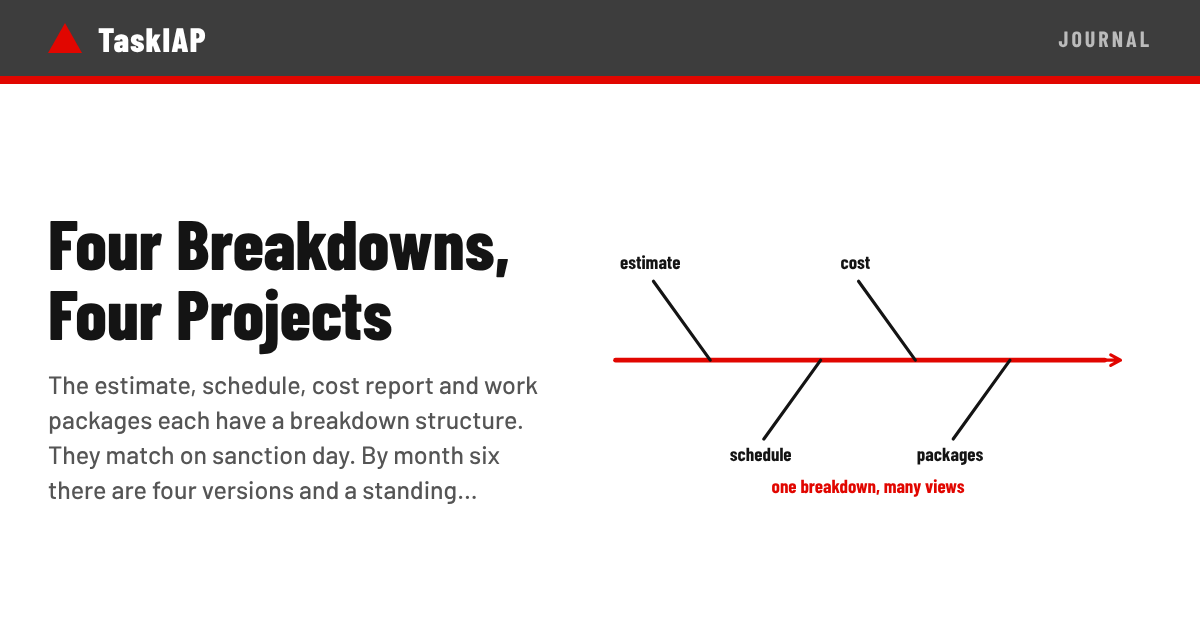 TaskIAP
JOURNAL
Four Breakdowns,
Four Projects
The estimate, schedule, cost report and work
packages each have a breakdown structure.
They match on sanction day. By month six
there are four versions and a standing...
estimate
cost
schedule
packages
one breakdown, many views